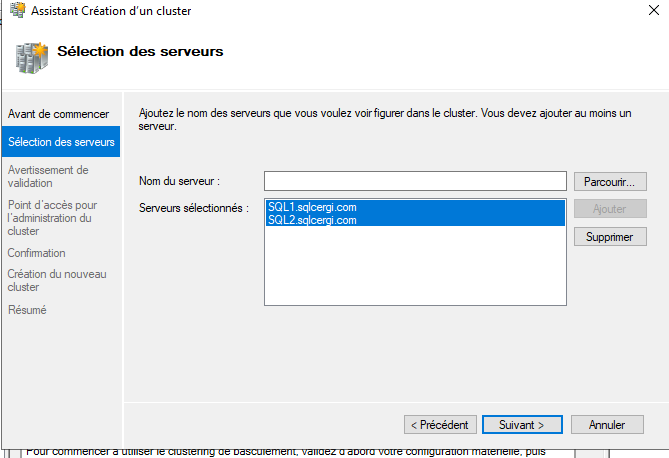 Assistant Création d'un cluster
Sélection des serveurs
Avant de commencer
Sélection des serveurs
Avertissement de
validation
Point d'accès pour
l'administration du
cluster
Confirmation
Création du nouveau
cluster
Résumé
Ajoutez le nom des serveurs que vous voulez voir figurer dans le cluster. Vous devez ajouter au moins un
serveur.
Nom du serveur :
Parcourir...
Serveurs sélectionnés :
SQL1.sqlcergi.com
SQL2.sqlcergi.com
Ajouter
Supprimer
< Précédent
Suivant >
Annuler
Pour commencer à utiliser le clustering de basculement, validez d'abord votre configuration matérielle, puis